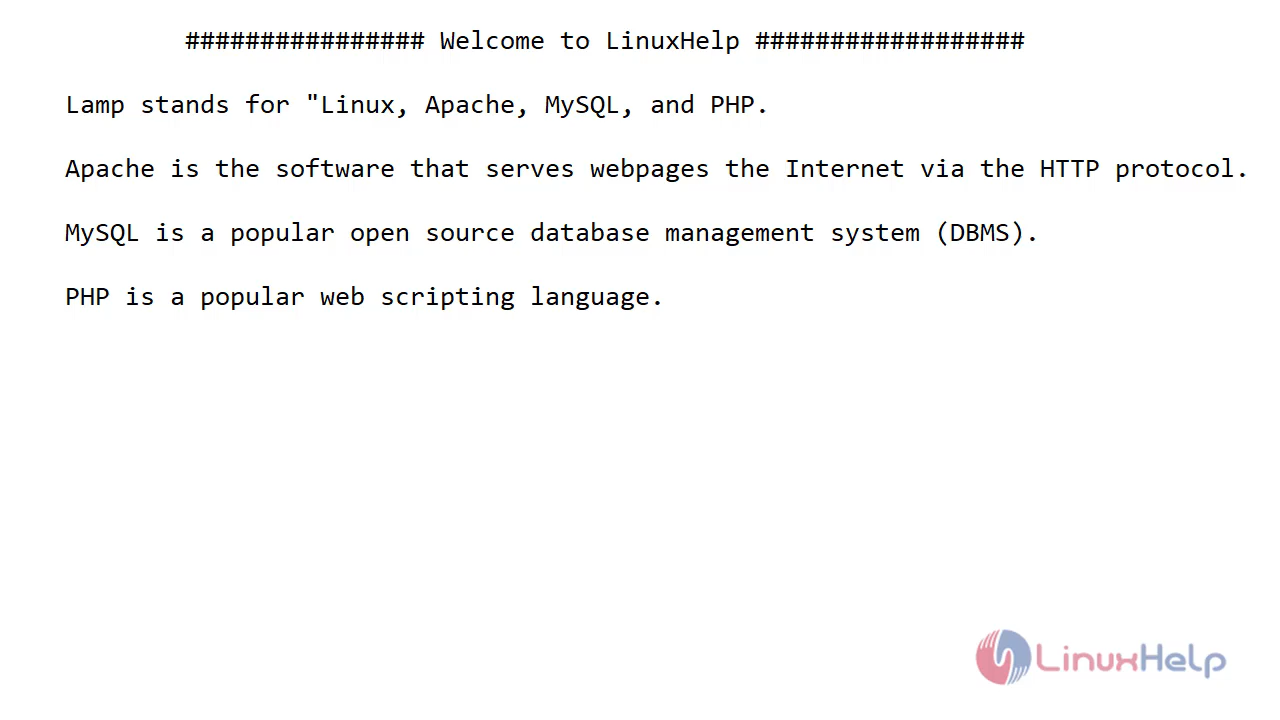 ################ Welcome to LinuxHelp ##################
Lamp stands for "Linux, Apache, MySQL, and PHP.
Apache is the software that serves webpages the Internet via the HTTP protocol.
MySQL is a popular open source database management system (DBMS).
PHP is a popular web scripting language.
LinuxHelp